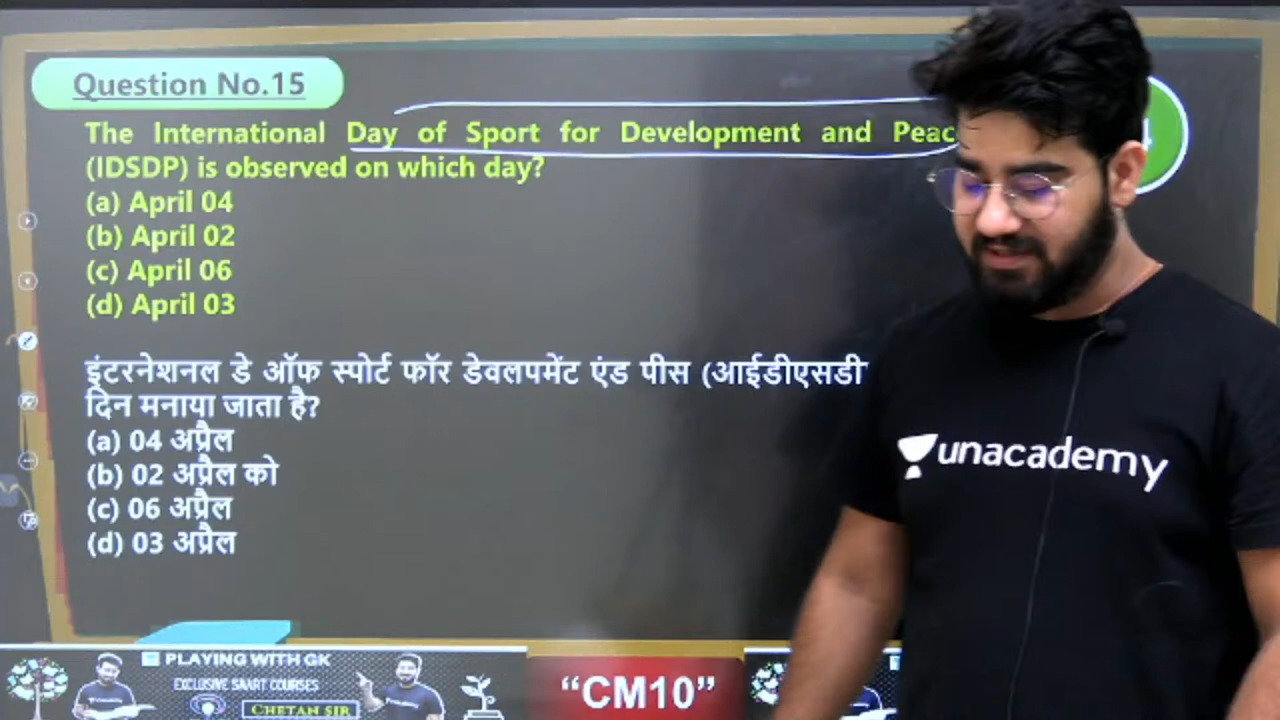 Question No.15
The International Day of Sport for Development and Peac
(IDSDP) is observed on which day?
(a) April 04
(b) April 02
(c) April 06
(d) April 03
इंटरनेशनल डे ऑफ स्पोर्ट फॉर डेवलपमेंट एंड पीस (आईडीएसडी
दिन मनाया जाता है?
(a) 04 अप्रैल
(b) 02 अप्रैल को
(c) 06 अप्रैल
(d) 03 अप्रैल
unacademy
PLAYING WITH GK
EXCLUSIVE SAART COURSES
CHETAN SIR
“CM10”